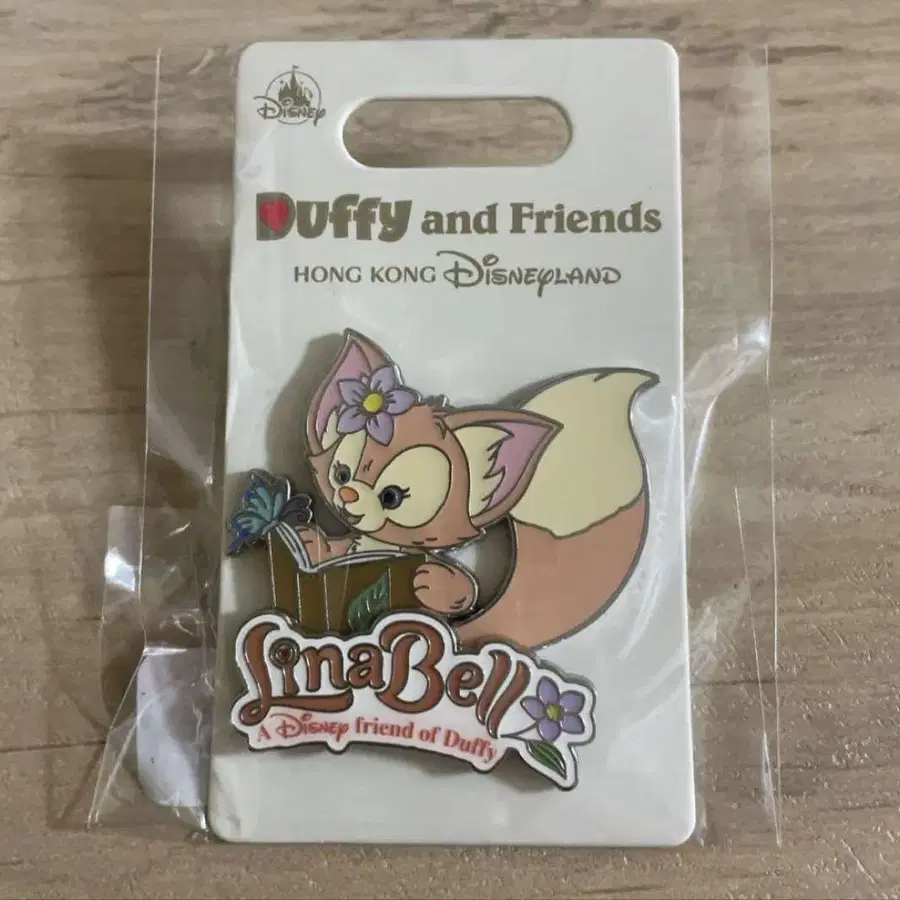 Disney
Duffy and Friends
HONG KONG DISNEYLAND
LinaBell
A Disney friend of Duffy